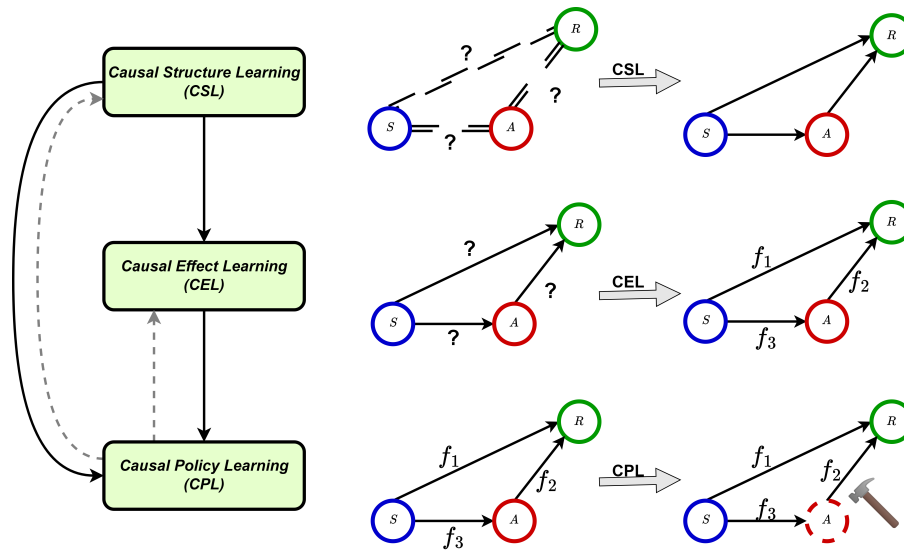 Causal Structure Learning
(CSL)
R
?
?
S
?
A
CSL
R
S
A
Causal Effect Learning
(CEL)
R
?
?
S
?
A
CEL
R
f1
f2
S
f3
A
Causal Policy Learning
(CPL)
R
f1
f2
S
f3
A
CPL
R
f1
f2
S
f3
A